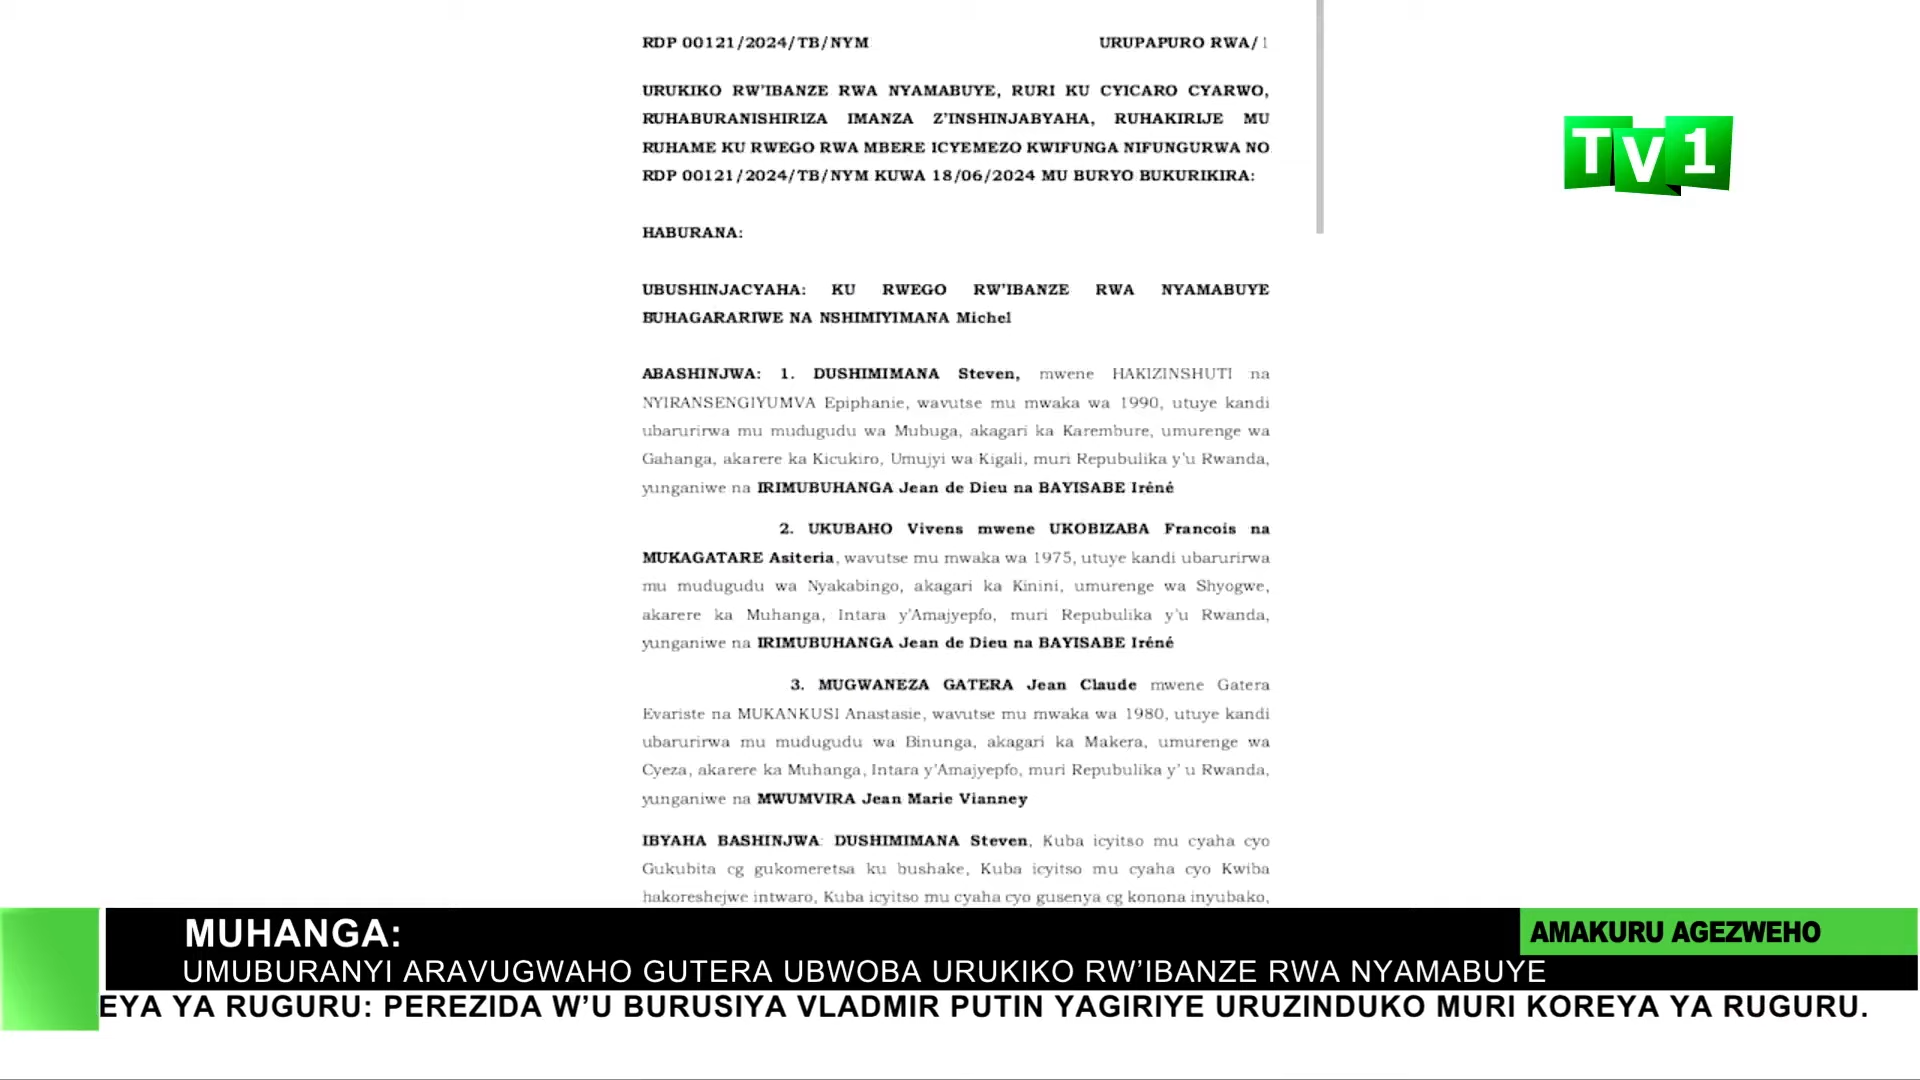 RDP 00121/2024/TB/NYM URUPAPURO RWA/1
URUKIKO RW'IBANZE RWA NYAMABUYE, RURI KU CYICARO CYARWO,
RUHABURANISHIRIZA IMANZA Z'INSHINJABYAHA, RUHAKIRIJE MU
RUHAME KU RWEGO RWA MBERE ICYEMEZO KWIFUNGA NIFUNGURWA NO
RDP 00121/2024/TB/NYM KUWA 18/06/2024 MU BURYO BUKURIKIRA:
HABURANA:
UBUSHINJACYAHA: KU RWEGO RW'IBANZE RWA NYAMABUYE
BUHAGARARIWE NA NSHIMIYIMANA Michel
ABASHINJWA: 1. DUSHIMIMANA Steven, mwene HAKIZINSHUTI na
NYIRANSENGIYUMVA Epiphanie, wavutse mu mwaka wa 1990, utuye kandi
ubarurirwa mu mudugudu wa Mubuga, akagari ka Karembure, umurenge wa
Gahanga, akarere ka Kicukiro, Umujyi wa Kigali, muri Repubulika y'u Rwanda,
yunganiwe na IRIMUBUHANGA Jean de Dieu na BAYISABE Iréné
2. UKUBAHO Vivens mwene UKOBIZABA Francois na
MUKAGATARE Asiteria, wavutse mu mwaka wa 1975, utuye kandi ubarurirwa
mu mudugudu wa Nyakabingo, akagari ka Kinini, umurenge wa Shyogwe,
akarere ka Muhanga, Intara y'Amajyepfo, muri Repubulika y'u Rwanda,
yunganiwe na IRIMUBUHANGA Jean de Dieu na BAYISABE Iréné
3. MUGWANEZA GATERA Jean Claude mwene Gatera
Evariste na MUKANKUSI Anastasie, wavutse mu mwaka wa 1980, utuye kandi
ubarurirwa mu mudugudu wa Binunga, akagari ka Makera, umurenge wa
Cyeza, akarere ka Muhanga, Intara y'Amajyepfo, muri Repubulika y' u Rwanda,
yunganiwe na MWUMVIRA Jean Marie Vianney
IBYAHA BASHINJWA: DUSHIMIMANA Steven, Kuba icyitso mu cyaha cyo
Gukubita cg gukomeretsa ku bushake, Kuba icyitso mu cyaha cyo Kwiba
hakoreshejwe intwaro, Kuba icyitso mu cyaha cyo gusenya cg konona inyubako,
TV1
MUHANGA:
AMAKURU AGEZWEHO
UMUBURANYI ARAVUGWAHO GUTERA UBWOBA URUKIKO RW'IBANZE RWA NYAMABUYE
EYA YA RUGURU: PEREZIDA W'U BURUSIYA VLADMIR PUTIN YAGIRIYE URUZINDUKO MURI KOREYA YA RUGURU.